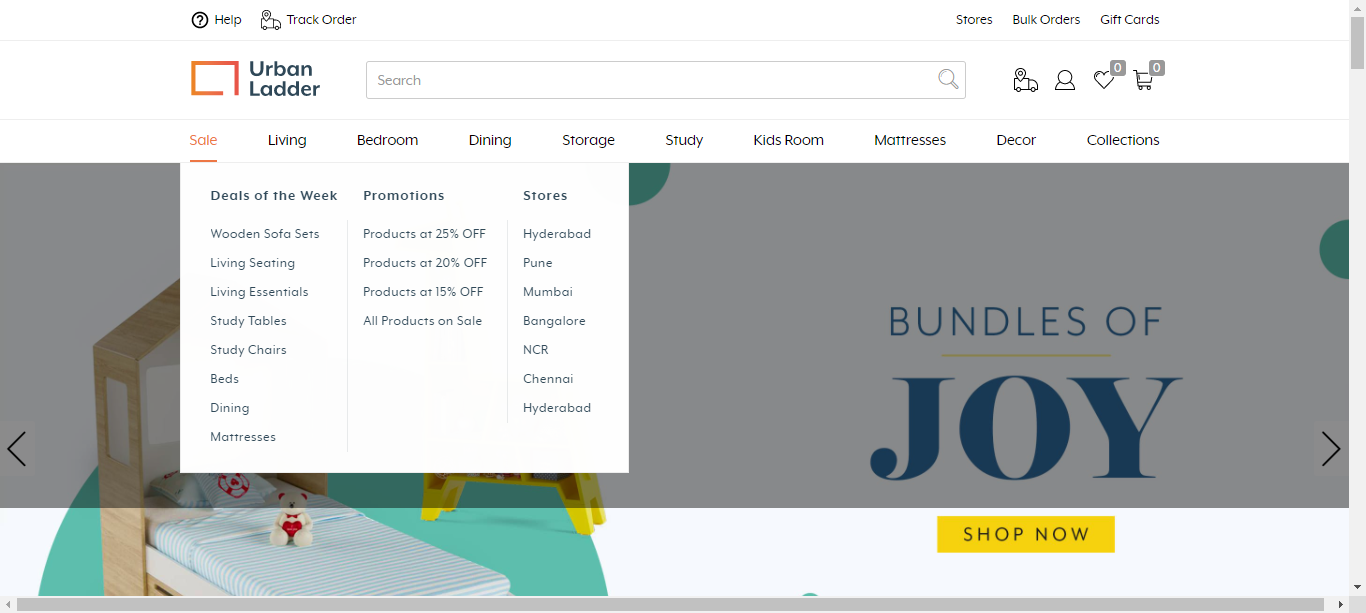 Help Track Order Stores Bulk Orders Gift Cards
Urban
Ladder
Search
0 0
Sale Living Bedroom Dining Storage Study Kids Room Mattresses Decor Collections
Deals of the Week
Wooden Sofa Sets
Living Seating
Living Essentials
Study Tables
Study Chairs
Beds
Dining
Mattresses
Promotions
Products at 25% OFF
Products at 20% OFF
Products at 15% OFF
All Products on Sale
Stores
Hyderabad
Pune
Mumbai
Bangalore
NCR
Chennai
Hyderabad
BUNDLES OF
JOY
SHOP NOW